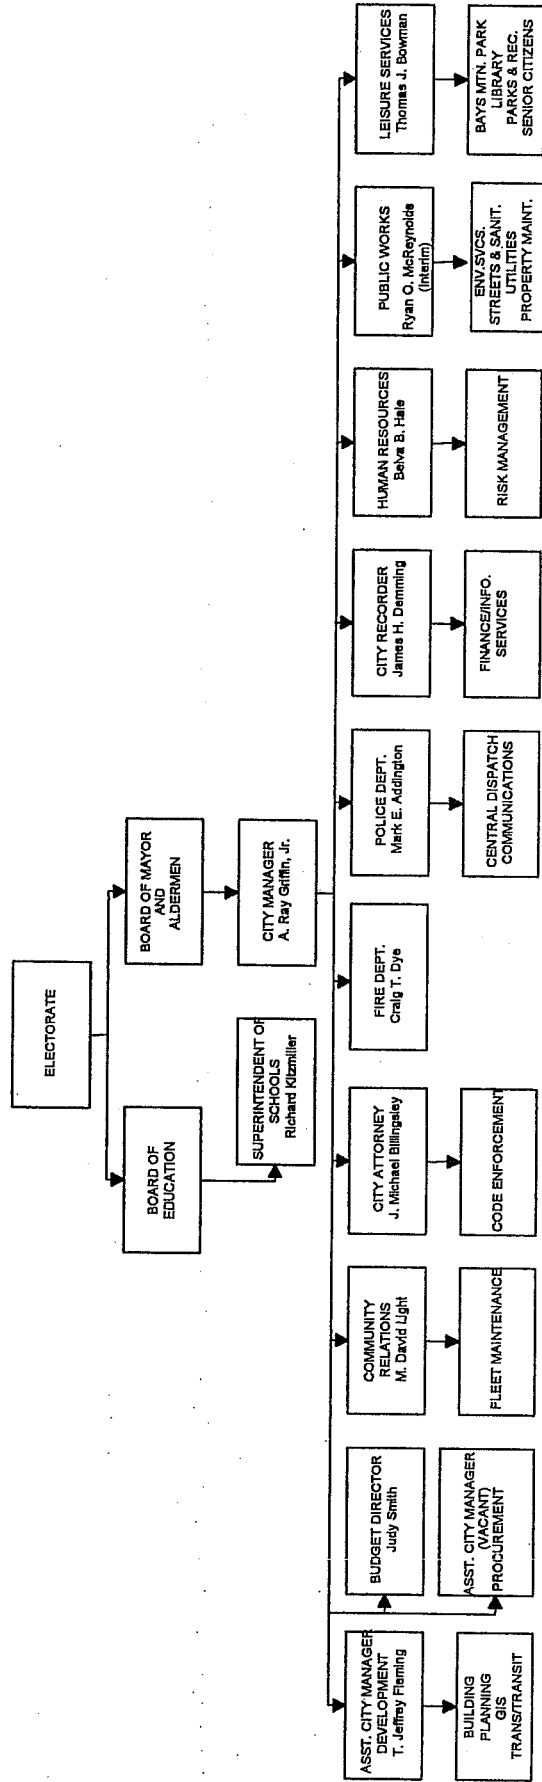 ELECTORATE
BOARD OF
EDUCATION
BOARD OF MAYOR
AND
ALDERMEN
SUPERINTENDENT OF
SCHOOLS
Richard Kitzmiller
CITY MANAGER
A. Ray Griffin, Jr.
ASST. CITY MANAGER
DEVELOPMENT
T. Jeffrey Fleming
BUDGET DIRECTOR
Judy Smith
COMMUNITY
RELATIONS
M. David Light
CITY ATTORNEY
J. Michael Billingsley
FIRE DEPT.
Craig T. Dye
POLICE DEPT.
Mark E. Addington
CITY RECORDER
James H. Demming
HUMAN RESOURCES
Belva B. Hale
PUBLIC WORKS
Ryan O. McReynolds
(Interim)
LEISURE SERVICES
Thomas J. Bowman
BUILDING
PLANNING
GIS
TRANS/TRANSIT
ASST. CITY MANAGER
(VACANT)
PROCUREMENT
FLEET MAINTENANCE
CODE ENFORCEMENT
CENTRAL DISPATCH
COMMUNICATIONS
FINANCE/INFO.
SERVICES
RISK MANAGEMENT
ENV.SVCS.
STREETS & SANIT.
UTILITIES
PROPERTY MAINT.
BAYS MTN. PARK
LIBRARY
PARKS & REC.
SENIOR CITIZENS